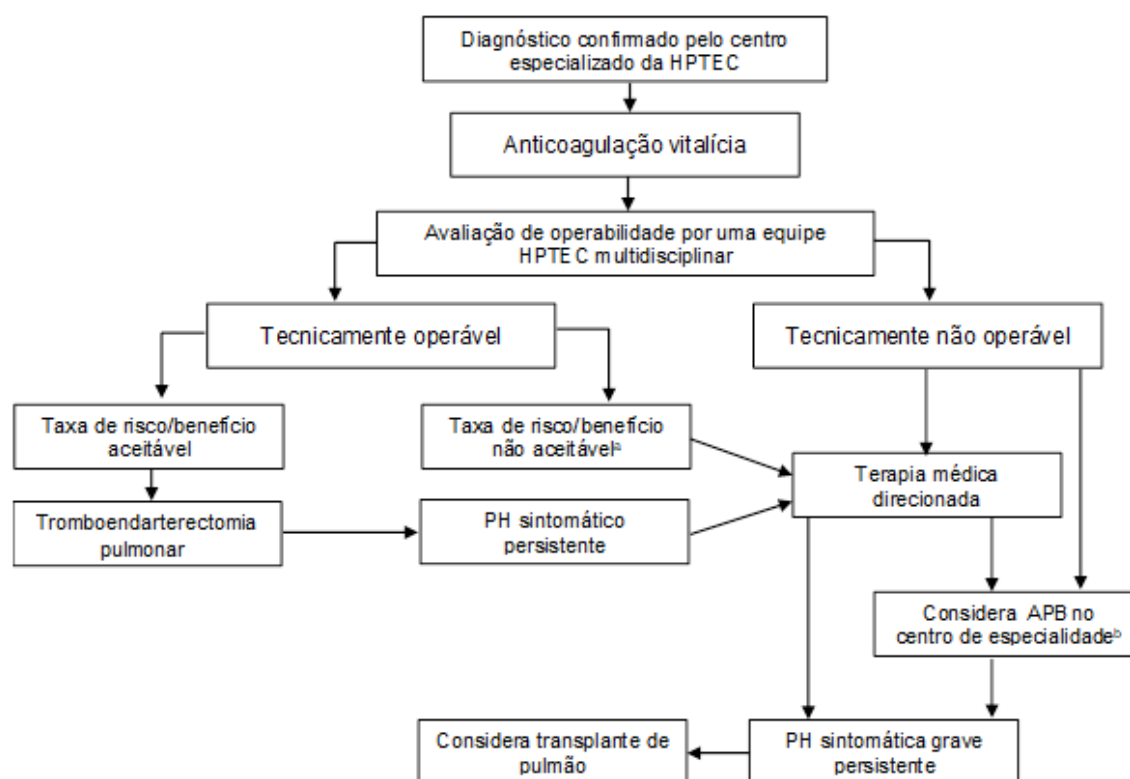 Diagnóstico confirmado pelo centro
especializado da HPTEC
Anticoagulação vitalícia
Avaliação de operabilidade por uma equipe
HPTEC multidisciplinar
Tecnicamente operável
Tecnicamente não operável
Taxa de risco/benefício
aceitável
Taxa de risco/benefício
não aceitávelᵃ
Terapia médica
direcionada
Tromboendarterectomia
pulmonar
PH sintomático
persistente
Considera APB no
centro de especialidadeᵇ
Considera transplante de
pulmão
PH sintomática grave
persistente